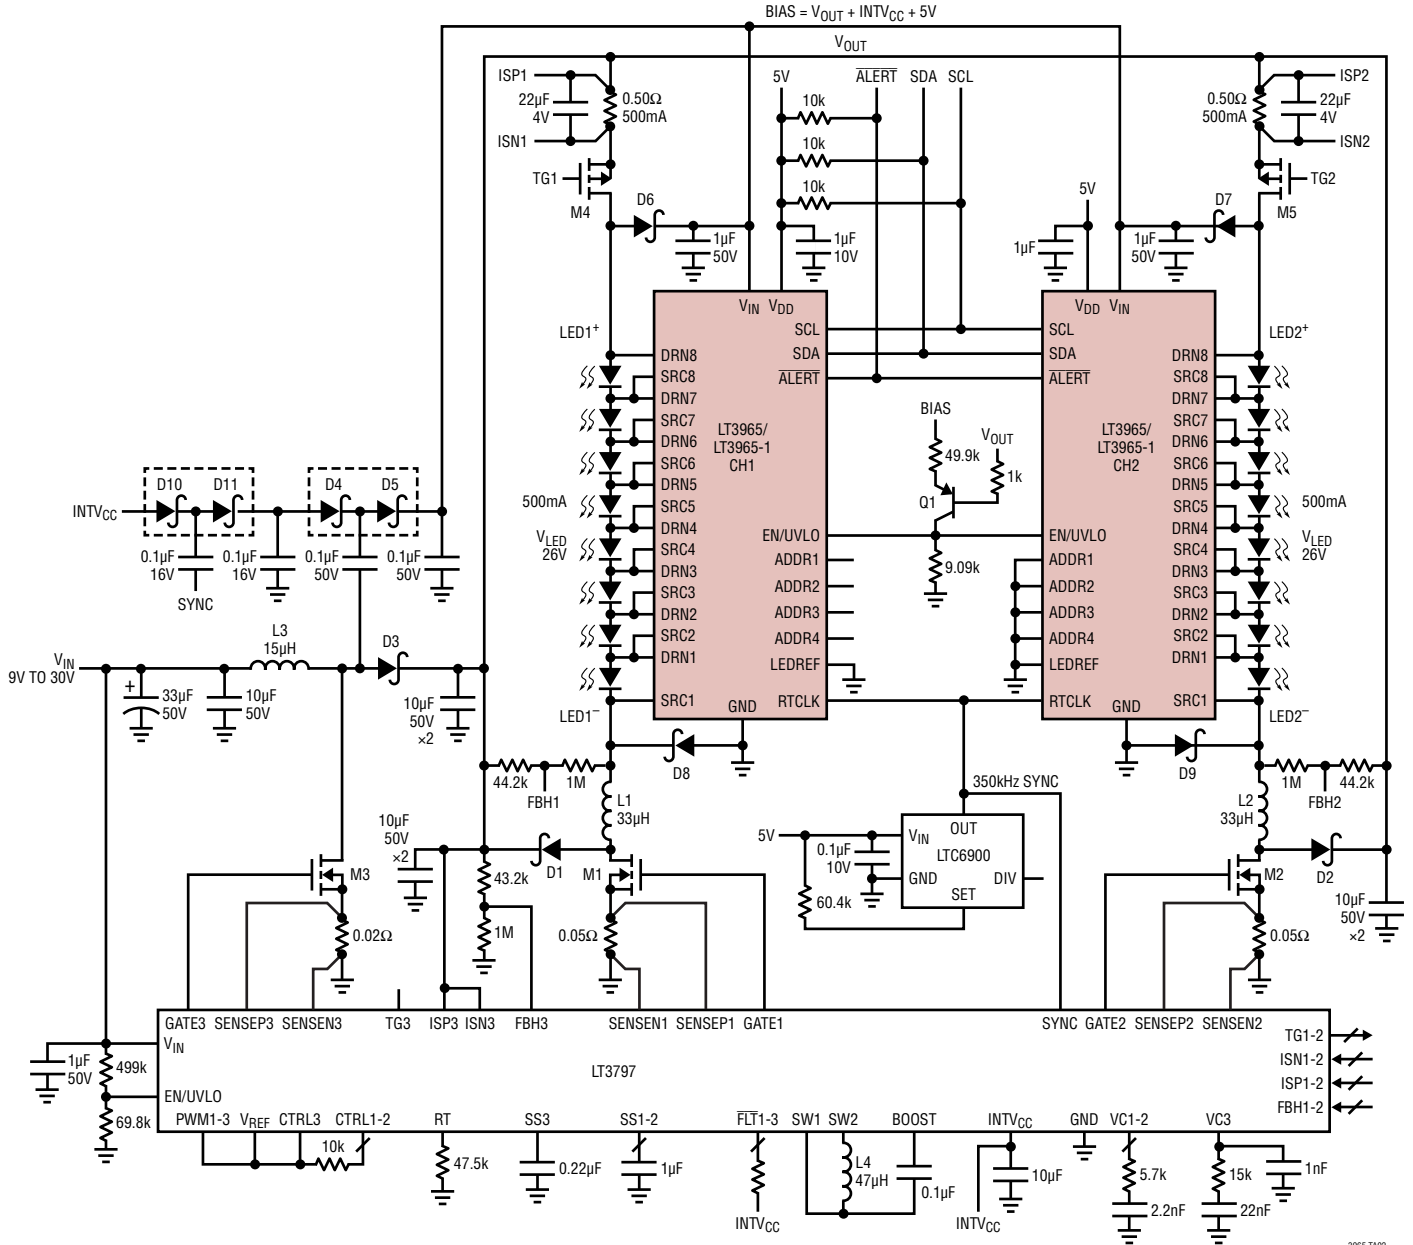 BIAS = VOUT + INTVCC + 5V
VOUT
ISP1
22µF
4V
ISN1
0.50Ω
500mA
TG1
M4
D6
1µF
50V
5V
ALERT
SDA
SCL
10k
10k
10k
1µF
10V
5V
1µF
1µF
50V
D7
ISP2
0.50Ω
500mA
22µF
4V
ISN2
TG2
M5
LED1+
500mA
VLED
26V
LED1–
VIN
VDD
SCL
SDA
ALERT
DRN8
SRC8
DRN7
SRC7
DRN6
SRC6
DRN5
SRC5
DRN4
SRC4
DRN3
SRC3
DRN2
SRC2
DRN1
SRC1
LT3965/
LT3965-1
CH1
EN/UVLO
ADDR1
ADDR2
ADDR3
ADDR4
LEDREF
GND
RTCLK
BIAS
49.9k
VOUT
1k
Q1
9.09k
VDD
VIN
SCL
SDA
ALERT
LT3965/
LT3965-1
CH2
EN/UVLO
ADDR1
ADDR2
ADDR3
ADDR4
LEDREF
RTCLK
GND
DRN8
SRC8
DRN7
SRC7
DRN6
SRC6
DRN5
SRC5
DRN4
SRC4
DRN3
SRC3
DRN2
SRC2
DRN1
SRC1
LED2+
500mA
VLED
26V
LED2–
INTVCC
D10
D11
D4
D5
0.1µF
16V
SYNC
0.1µF
16V
0.1µF
50V
0.1µF
50V
VIN
9V TO 30V
L3
15µH
D3
+
33µF
50V
10µF
50V
10µF
50V
×2
D8
44.2k
FBH1
1M
L1
33µH
10µF
50V
×2
D1
43.2k
1M
M3
0.02Ω
M1
0.05Ω
350kHz SYNC
5V
0.1µF
10V
60.4k
VIN
OUT
LTC6900
GND
DIV
SET
D9
1M
44.2k
FBH2
L2
33µH
D2
M2
0.05Ω
10µF
50V
×2
GATE3
SENSEP3
SENSEN3
TG3
ISP3
ISN3
FBH3
SENSEN1
SENSEP1
GATE1
SYNC
GATE2
SENSEP2
SENSEN2
VIN
EN/UVLO
LT3797
TG1-2
ISN1-2
ISP1-2
FBH1-2
1µF
50V
499k
69.8k
PWM1-3
VREF
CTRL3
CTRL1-2
RT
SS3
SS1-2
FLT1-3
SW1
SW2
BOOST
INTVCC
GND
VC1-2
VC3
10k
47.5k
0.22µF
1µF
INTVCC
L4
47µH
0.1µF
INTVCC
10µF
5.7k
2.2nF
15k
22nF
1nF